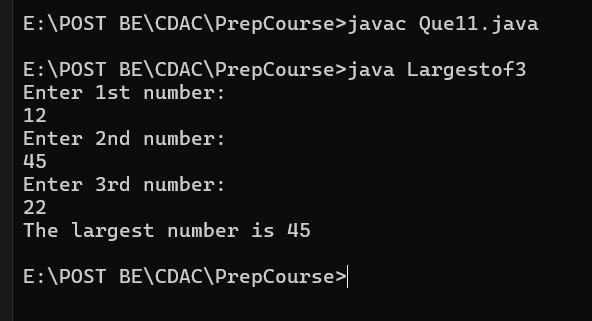 E:\POST BE\CDAC\PrepCourse>javac Que11.java
E:\POST BE\CDAC\PrepCourse>java Largestof3
Enter 1st number:
12
Enter 2nd number:
45
Enter 3rd number:
22
The largest number is 45
E:\POST BE\CDAC\PrepCourse>